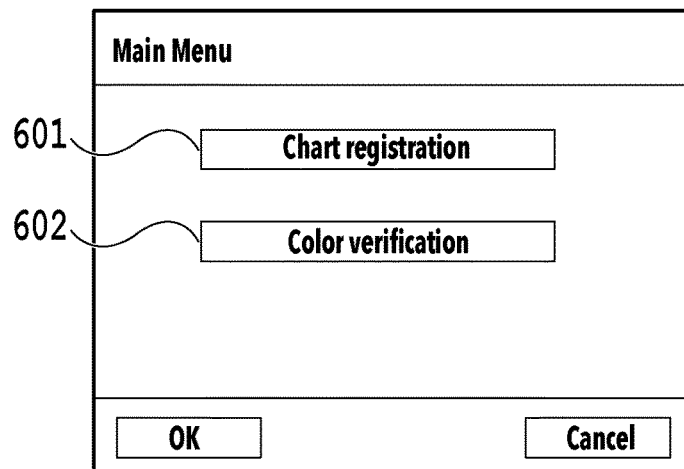 Main Menu
601
Chart registration
602
Color verification
OK
Cancel